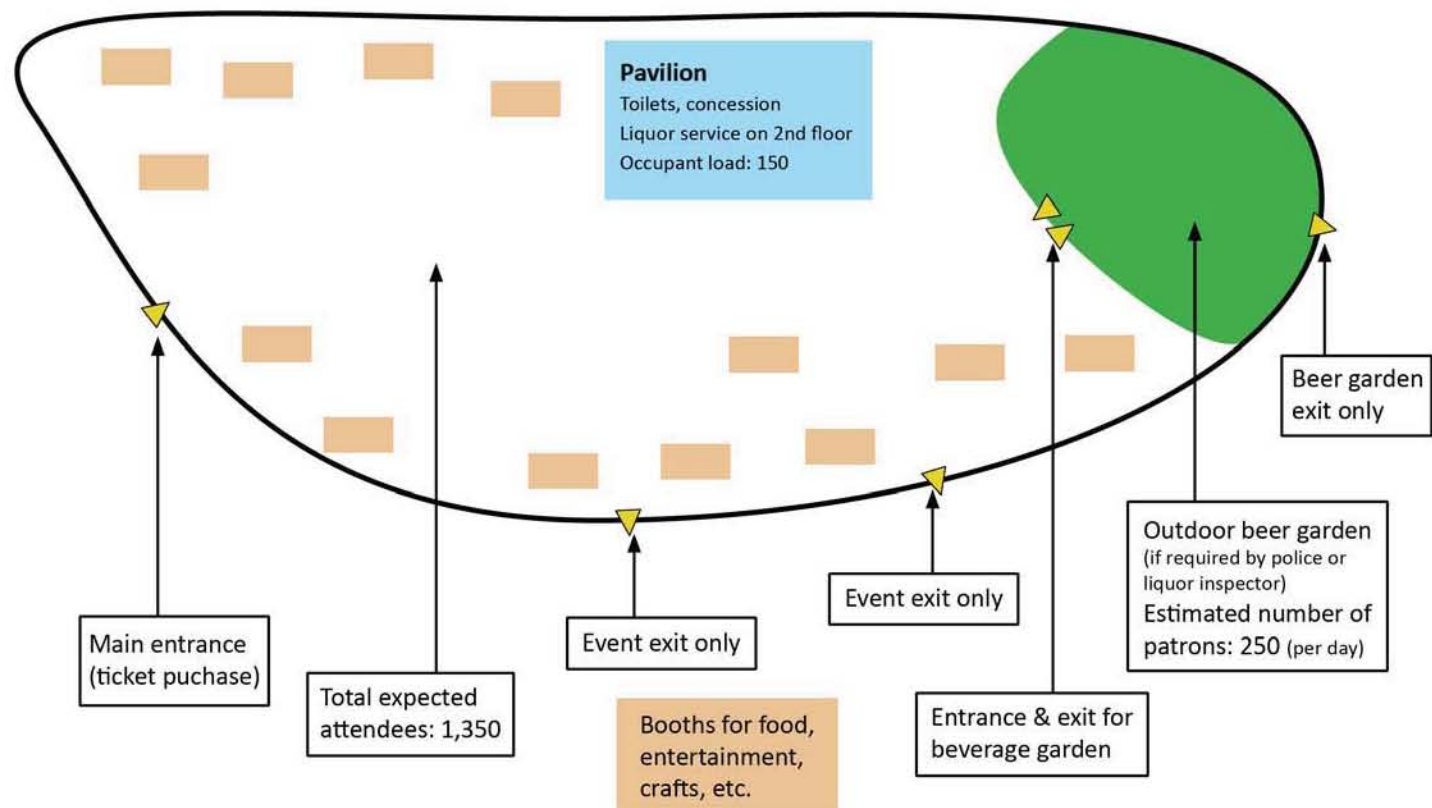 Pavilion
Toilets, concession
Liquor service on 2nd floor
Occupant load: 150
Beer garden
exit only
Outdoor beer garden
(if required by police or
liquor inspector)
Estimated number of
patrons: 250 (per day)
Event exit only
Event exit only
Main entrance
(ticket puchase)
Total expected
attendees: 1,350
Entrance & exit for
beverage garden
Booths for food,
entertainment,
crafts, etc.